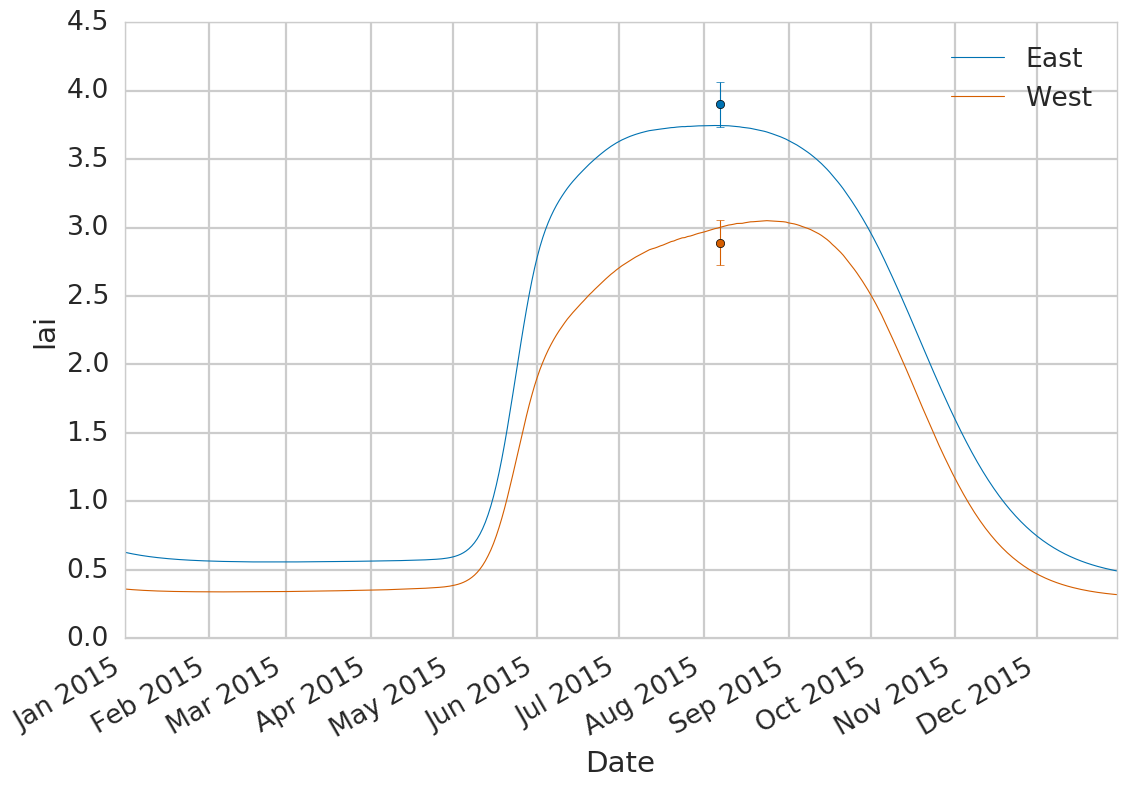 4.5
4.0
3.5
3.0
2.5
2.0
1.5
1.0
0.5
0.0
lai
East
West
Jan 2015
Feb 2015
Mar 2015
Apr 2015
May 2015
Jun 2015
Jul 2015
Aug 2015
Sep 2015
Oct 2015
Nov 2015
Dec 2015
Date